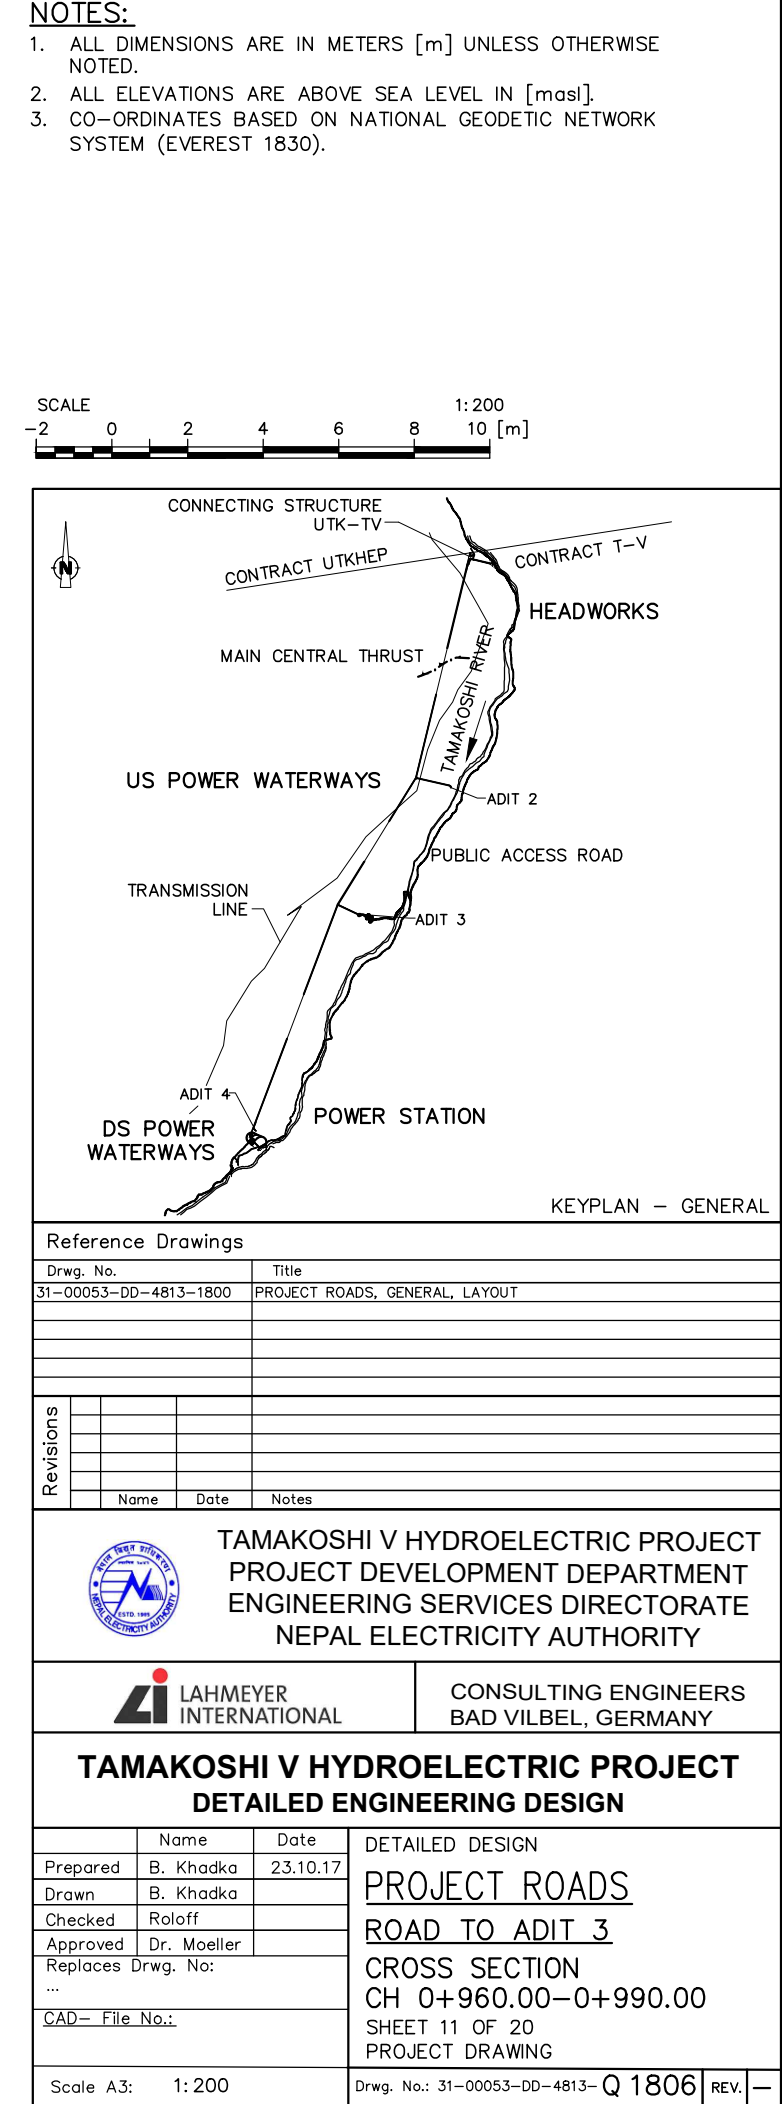 NOTES:
1. ALL DIMENSIONS ARE IN METERS [m] UNLESS OTHERWISE
NOTED.
2. ALL ELEVATIONS ARE ABOVE SEA LEVEL IN [masl].
3. CO-ORDINATES BASED ON NATIONAL GEODETIC NETWORK
SYSTEM (EVEREST 1830).
SCALE 1:200
-2 0 2 4 6 8 10 [m]
CONNECTING STRUCTURE
UTK-TV
N
CONTRACT UTKHEP
CONTRACT T-V
HEADWORKS
MAIN CENTRAL THRUST
TAMAKOSHI RIVER
US POWER WATERWAYS
ADIT 2
PUBLIC ACCESS ROAD
TRANSMISSION
LINE
ADIT 3
ADIT 4
POWER STATION
DS POWER
WATERWAYS
KEYPLAN - GENERAL
Reference Drawings
Drwg. No. Title
31-00053-DD-4813-1800 PROJECT ROADS, GENERAL, LAYOUT
Revisions
Name Date Notes
नेपाल विद्युत प्राधिकरण
ESTD. 1985
NEPAL ELECTRICITY AUTHORITY
TAMAKOSHI V HYDROELECTRIC PROJECT
PROJECT DEVELOPMENT DEPARTMENT
ENGINEERING SERVICES DIRECTORATE
NEPAL ELECTRICITY AUTHORITY
LAHMEYER
INTERNATIONAL
CONSULTING ENGINEERS
BAD VILBEL, GERMANY
TAMAKOSHI V HYDROELECTRIC PROJECT
DETAILED ENGINEERING DESIGN
Name Date
Prepared B. Khadka 23.10.17
Drawn B. Khadka
Checked Roloff
Approved Dr. Moeller
Replaces Drwg. No:
...
CAD- File No.:
Scale A3: 1:200
DETAILED DESIGN
PROJECT ROADS
ROAD TO ADIT 3
CROSS SECTION
CH 0+960.00-0+990.00
SHEET 11 OF 20
PROJECT DRAWING
Drwg. No.: 31-00053-DD-4813- Q 1806 REV. -